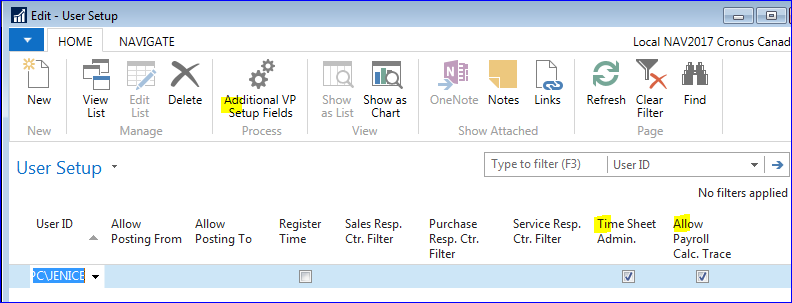 Edit - User Setup
HOME NAVIGATE Local NAV2017 Cronus Canad
New View List Edit List Delete Additional VP Setup Fields Show as List Show as Chart OneNote Notes Links Refresh Clear Filter Find
New Manage Process View Show Attached Page
User Setup Type to filter (F3) User ID
No filters applied
User ID Allow Posting From Allow Posting To Register Time Sales Resp. Ctr. Filter Purchase Resp. Ctr. Filter Service Resp. Ctr. Filter Time Sheet Admin. Allow Payroll Calc. Trace
PC\JENICE